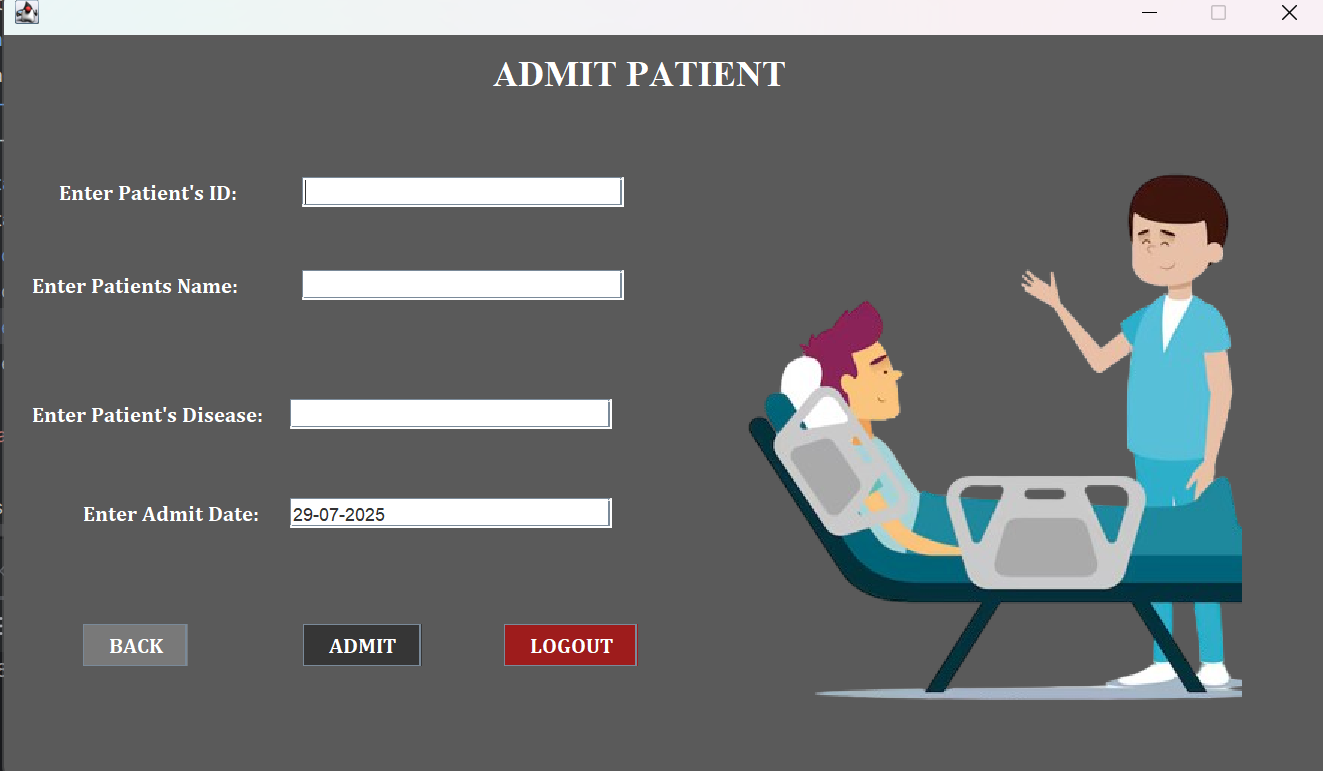 ADMIT PATIENT
Enter Patient's ID:
Enter Patients Name:
Enter Patient's Disease:
Enter Admit Date: 29-07-2025
BACK ADMIT LOGOUT